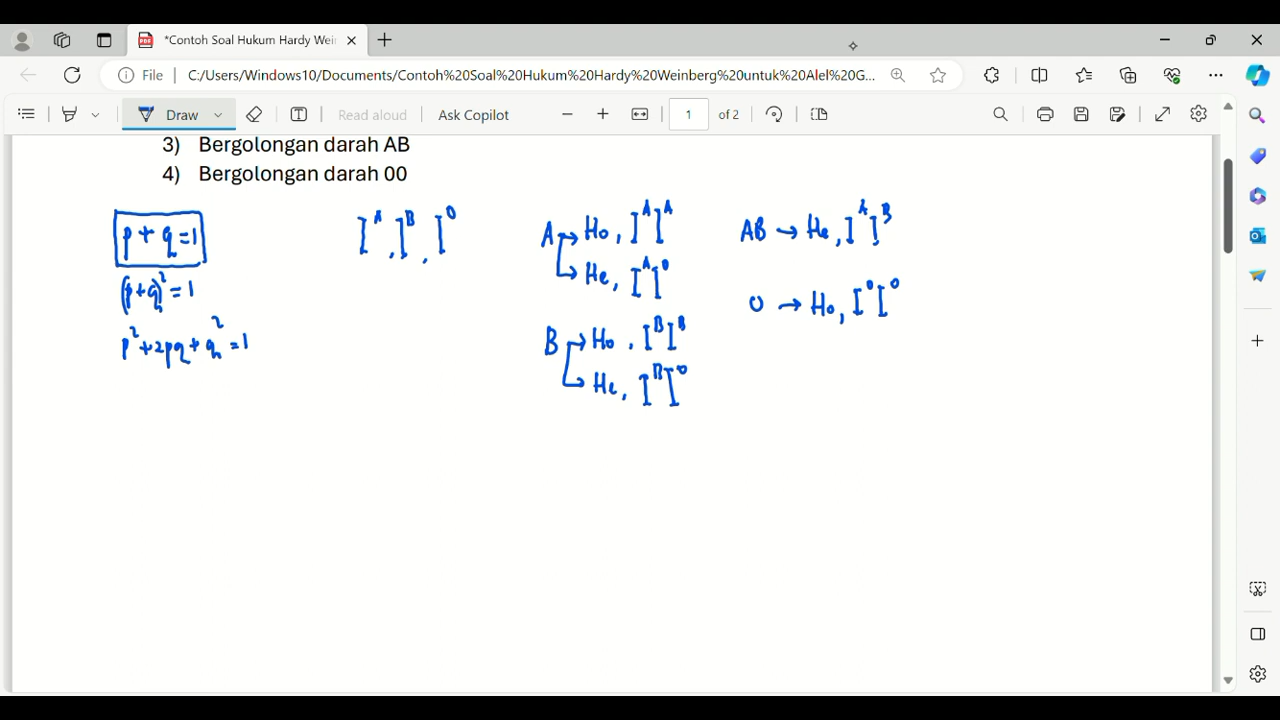 *Contoh Soal Hukum Hardy Wein
File
C:/Users/Windows10/Documents/Contoh%20Soal%20Hukum%20Hardy%20Weinberg%20untuk%20Alel%20G...
Draw
Read aloud
Ask Copilot
1
of 2
3) Bergolongan darah AB
4) Bergolongan darah 00
p + q = 1
(p+q)² = 1
p² + 2pq + q² = 1
Iᴬ, Iᴮ, Iᴼ
A → Ho, IᴬIᴬ
→ He, IᴬIᴼ
B → Ho, IᴮIᴮ
→ He, IᴮIᴼ
AB → He, IᴬIᴮ
O → Ho, IᴼIᴼ